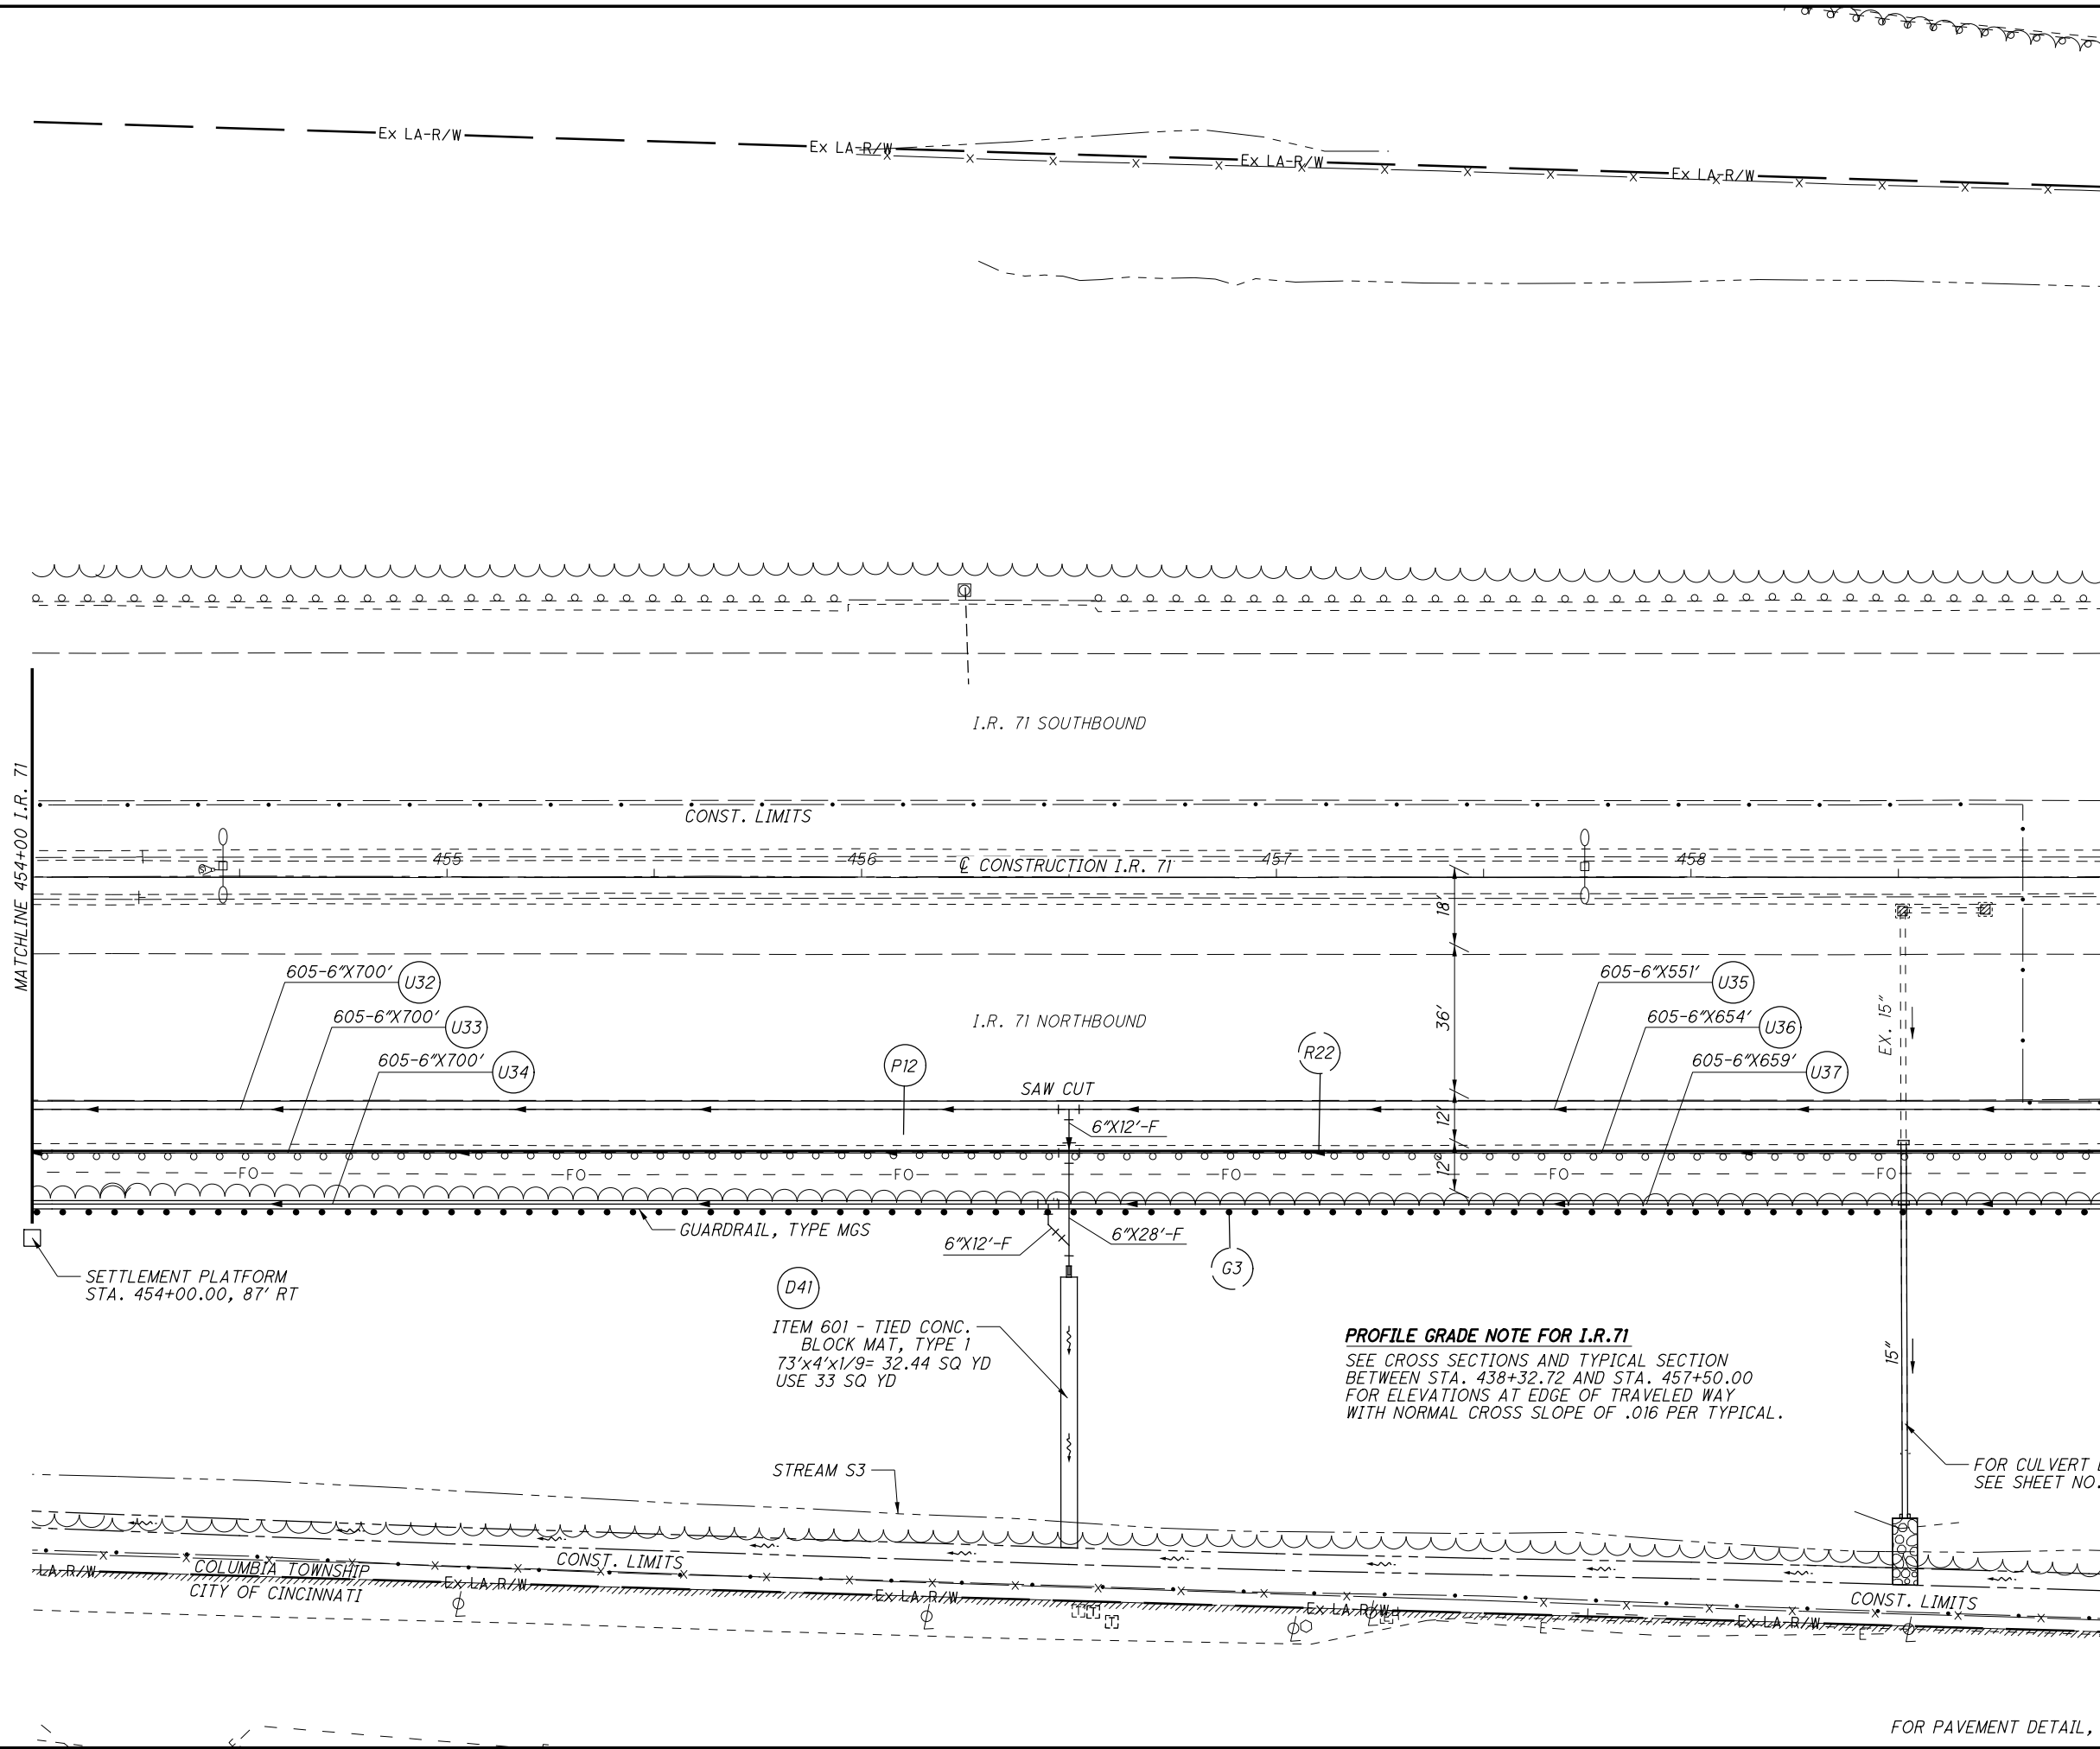 Ex LA-R/W
Ex LA-R/W
Ex LA-R/W
Ex LA-R/W
I.R. 71 SOUTHBOUND
MATCHLINE 454+00 I.R. 71
CONST. LIMITS
455
456
℄ CONSTRUCTION I.R. 71
457
458
18'
36'
12'
12'
605-6"X700'
U32
605-6"X700'
U33
605-6"X700'
U34
I.R. 71 NORTHBOUND
P12
SAW CUT
R22
605-6"X551'
U35
605-6"X654'
U36
605-6"X659'
U37
EX. 15"
6"X12'-F
FO
FO
FO
FO
FO
FO
GUARDRAIL, TYPE MGS
6"X12'-F
6"X28'-F
G3
SETTLEMENT PLATFORM
STA. 454+00.00, 87' RT
D41
ITEM 601 - TIED CONC.
BLOCK MAT, TYPE 1
73'x4'x1/9= 32.44 SQ YD
USE 33 SQ YD
PROFILE GRADE NOTE FOR I.R.71
SEE CROSS SECTIONS AND TYPICAL SECTION
BETWEEN STA. 438+32.72 AND STA. 457+50.00
FOR ELEVATIONS AT EDGE OF TRAVELED WAY
WITH NORMAL CROSS SLOPE OF .016 PER TYPICAL.
15"
STREAM S3
FOR CULVERT
SEE SHEET NO.
LA R/W
COLUMBIA TOWNSHIP
CITY OF CINCINNATI
CONST. LIMITS
Ex LA-R/W
Ex LA-R/W
Ex LA-R/W
Ex LA-R/W
CONST. LIMITS
E
E
FOR PAVEMENT DETAIL,